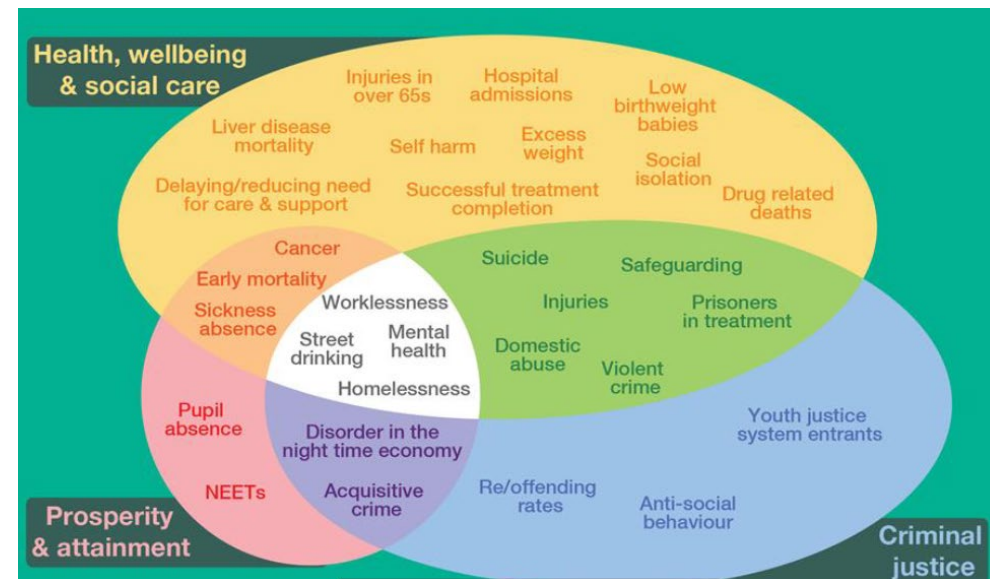 Health, wellbeing
& social care
Injuries in
over 65s
Hospital
admissions
Low
birthweight
babies
Liver disease
mortality
Self harm
Excess
weight
Social
isolation
Delaying/reducing need
for care & support
Successful treatment
completion
Drug related
deaths
Cancer
Early mortality
Sickness
absence
Worklessness
Street
drinking
Mental
health
Homelessness
Suicide
Safeguarding
Injuries
Prisoners
in treatment
Domestic
abuse
Violent
crime
Pupil
absence
NEETs
Disorder in the
night time economy
Acquisitive
crime
Youth justice
system entrants
Re/offending
rates
Anti-social
behaviour
Prosperity
& attainment
Criminal
justice